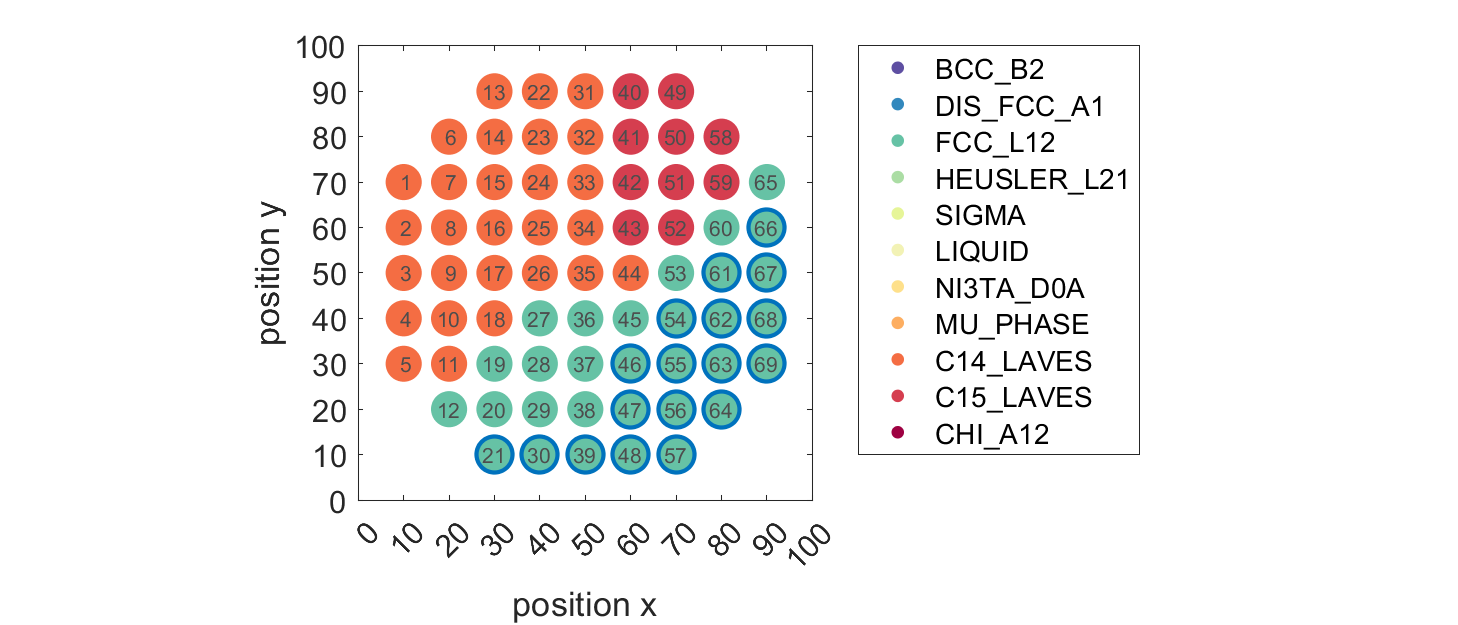 100
90
80
70
60
50
40
30
20
10
0
position y
13 22 31 40 49
6 14 23 32 41 50 58
1 7 15 24 33 42 51 59 65
2 8 16 25 34 43 52 60 66
3 9 17 26 35 44 53 61 67
4 10 18 27 36 45 54 62 68
5 11 19 28 37 46 55 63 69
12 20 29 38 47 56 64
21 30 39 48 57
0 10 20 30 40 50 60 70 80 90 100
position x
BCC_B2
DIS_FCC_A1
FCC_L12
HEUSLER_L21
SIGMA
LIQUID
NI3TA_D0A
MU_PHASE
C14_LAVES
C15_LAVES
CHI_A12